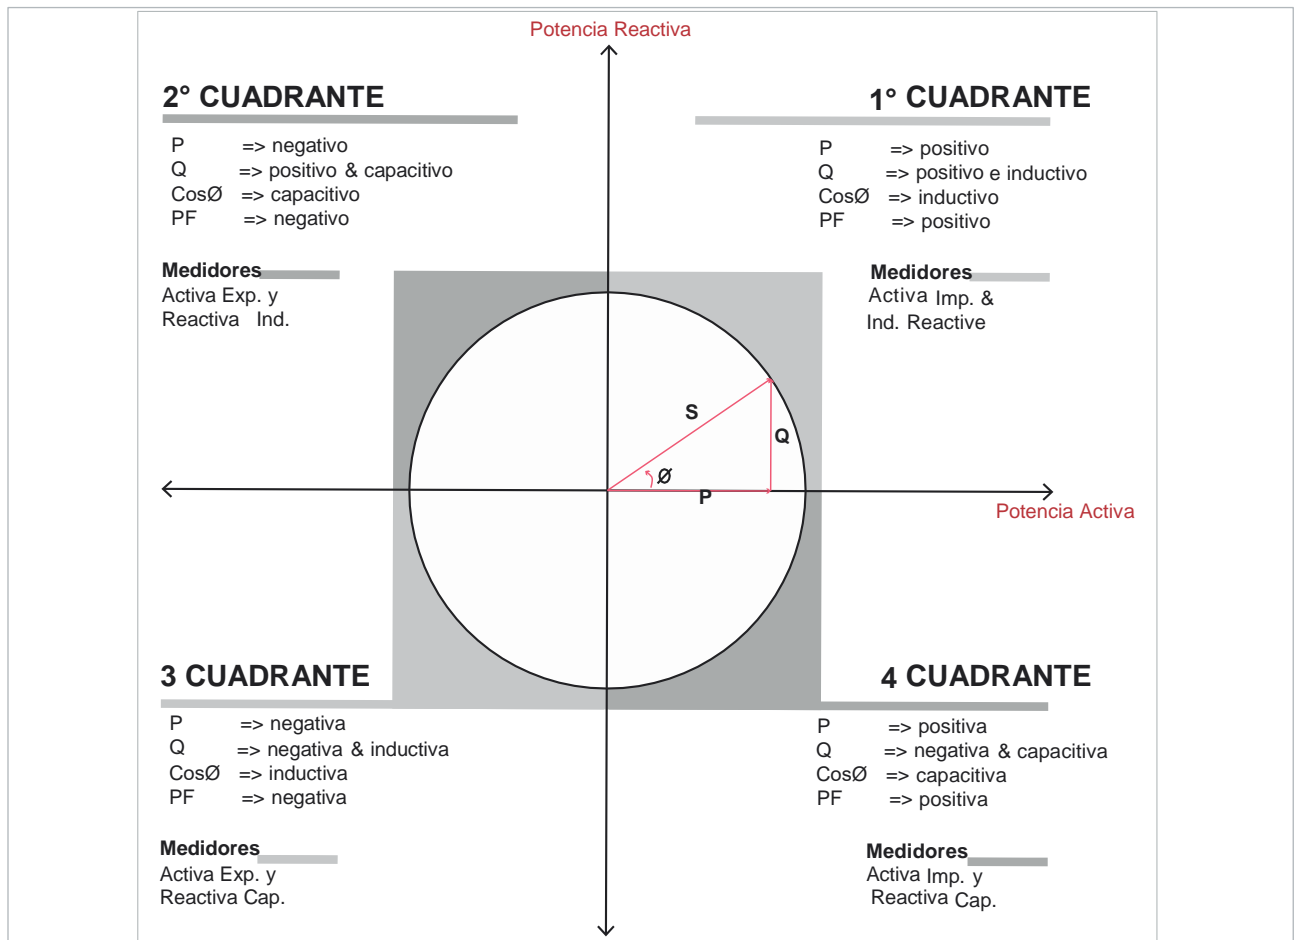 Potencia Reactiva
2° CUADRANTE
P => negativo
Q => positivo & capacitivo
CosØ => capacitivo
PF => negativo
Medidores
Activa Exp. y
Reactiva Ind.
1° CUADRANTE
P => positivo
Q => positivo e inductivo
CosØ => inductivo
PF => positivo
Medidores
Activa Imp. &
Ind. Reactive
S
Q
Ø
P
Potencia Activa
3 CUADRANTE
P => negativa
Q => negativa & inductiva
CosØ => inductiva
PF => negativa
Medidores
Activa Exp. y
Reactiva Cap.
4 CUADRANTE
P => positiva
Q => negativa & capacitiva
CosØ => capacitiva
PF => positiva
Medidores
Activa Imp. y
Reactiva Cap.